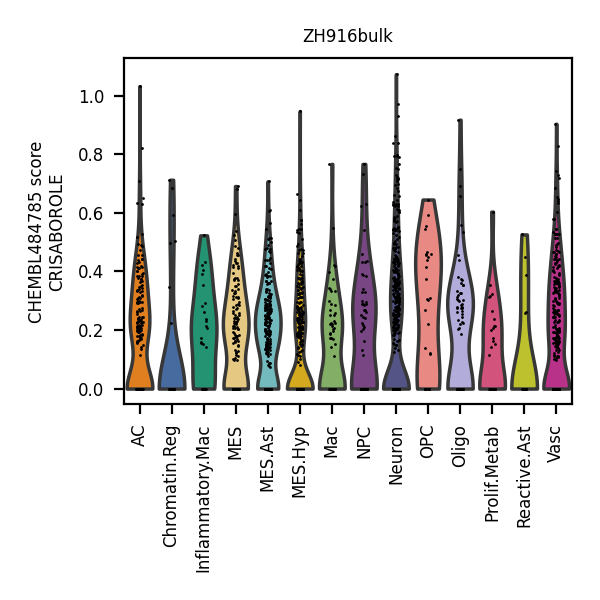 ZH916bulk
CHEMBL484785 score
CRISABOROLE
1.0
0.8
0.6
0.4
0.2
0.0
AC
Chromatin.Reg
Inflammatory.Mac
MES
MES.Ast
MES.Hyp
Mac
NPC
Neuron
OPC
Oligo
Prolif.Metab
Reactive.Ast
Vasc